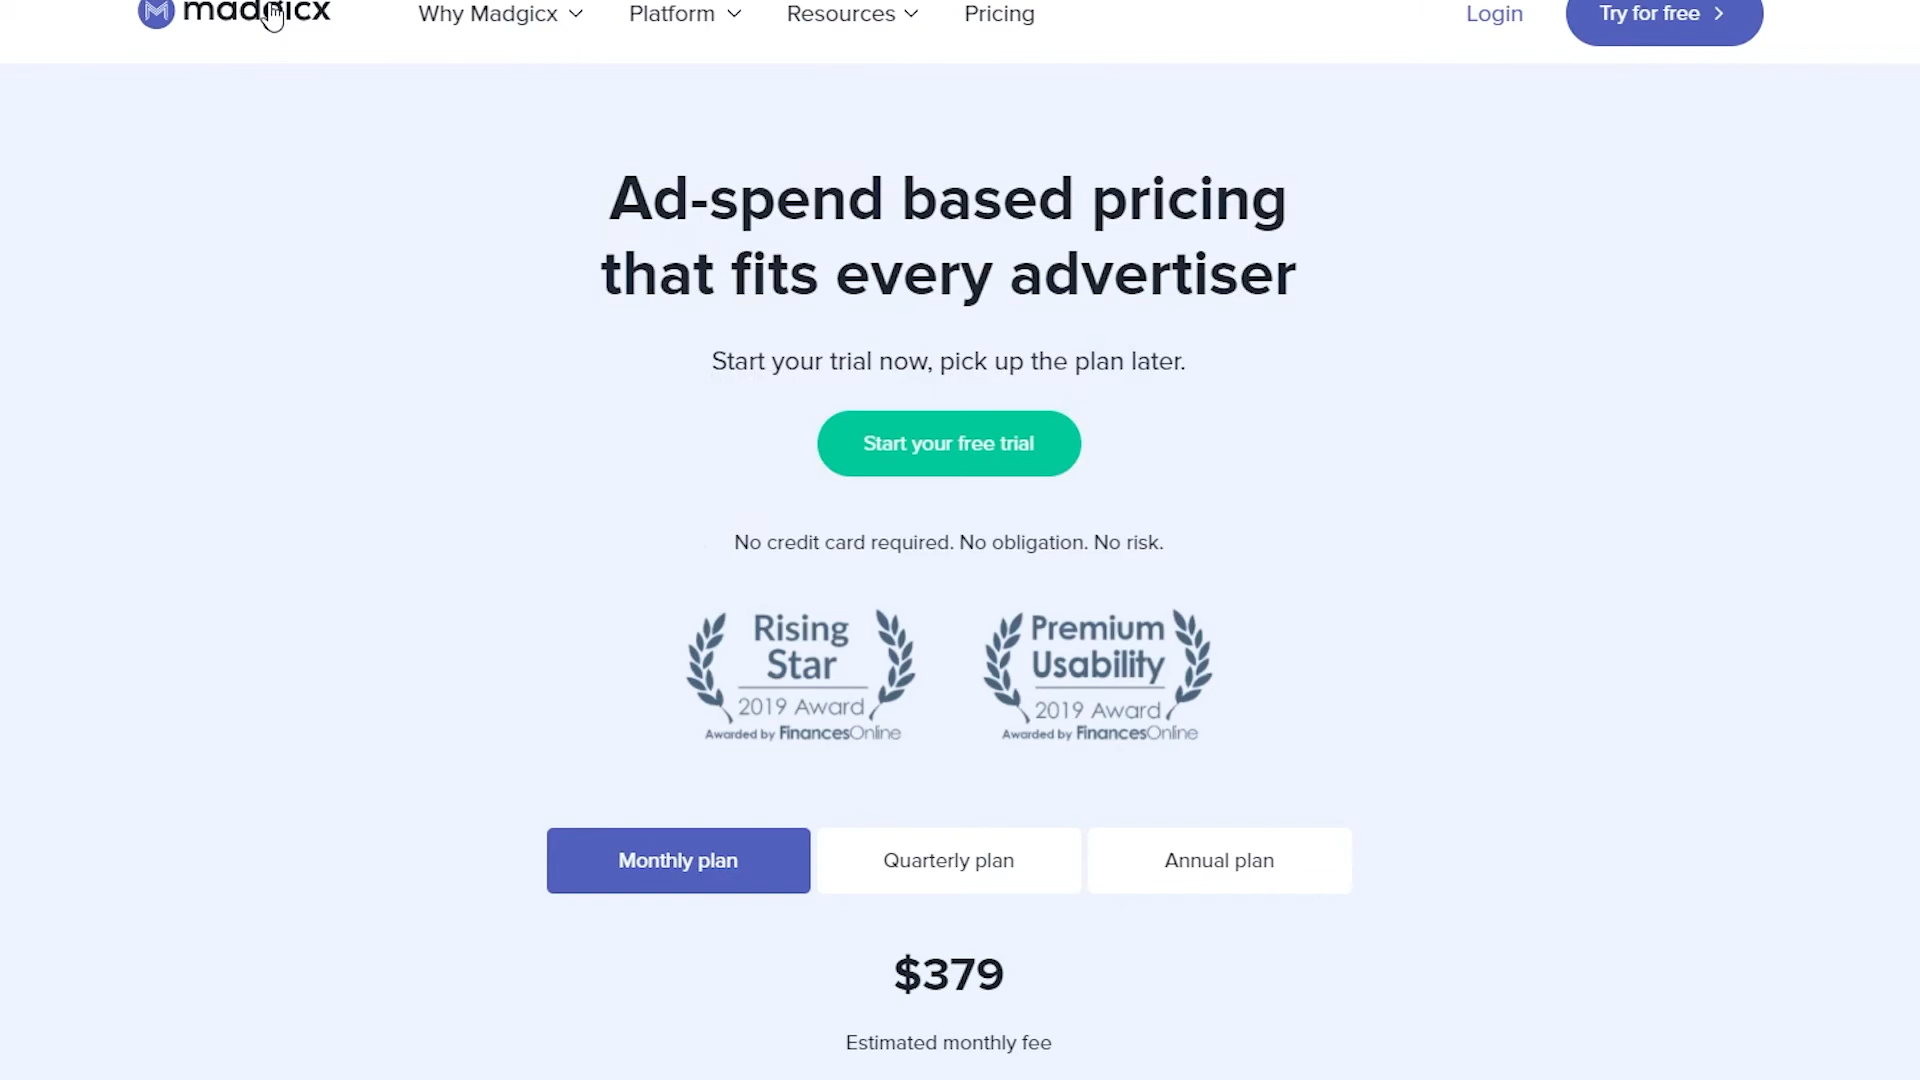 madgicx Why Madgicx Platform Resources Pricing Login Try for free
Ad-spend based pricing
that fits every advertiser
Start your trial now, pick up the plan later.
Start your free trial
No credit card required. No obligation. No risk.
Rising Star
2019 Award
Awarded by FinancesOnline
Premium Usability
2019 Award
Awarded by FinancesOnline
Monthly plan Quarterly plan Annual plan
$379
Estimated monthly fee